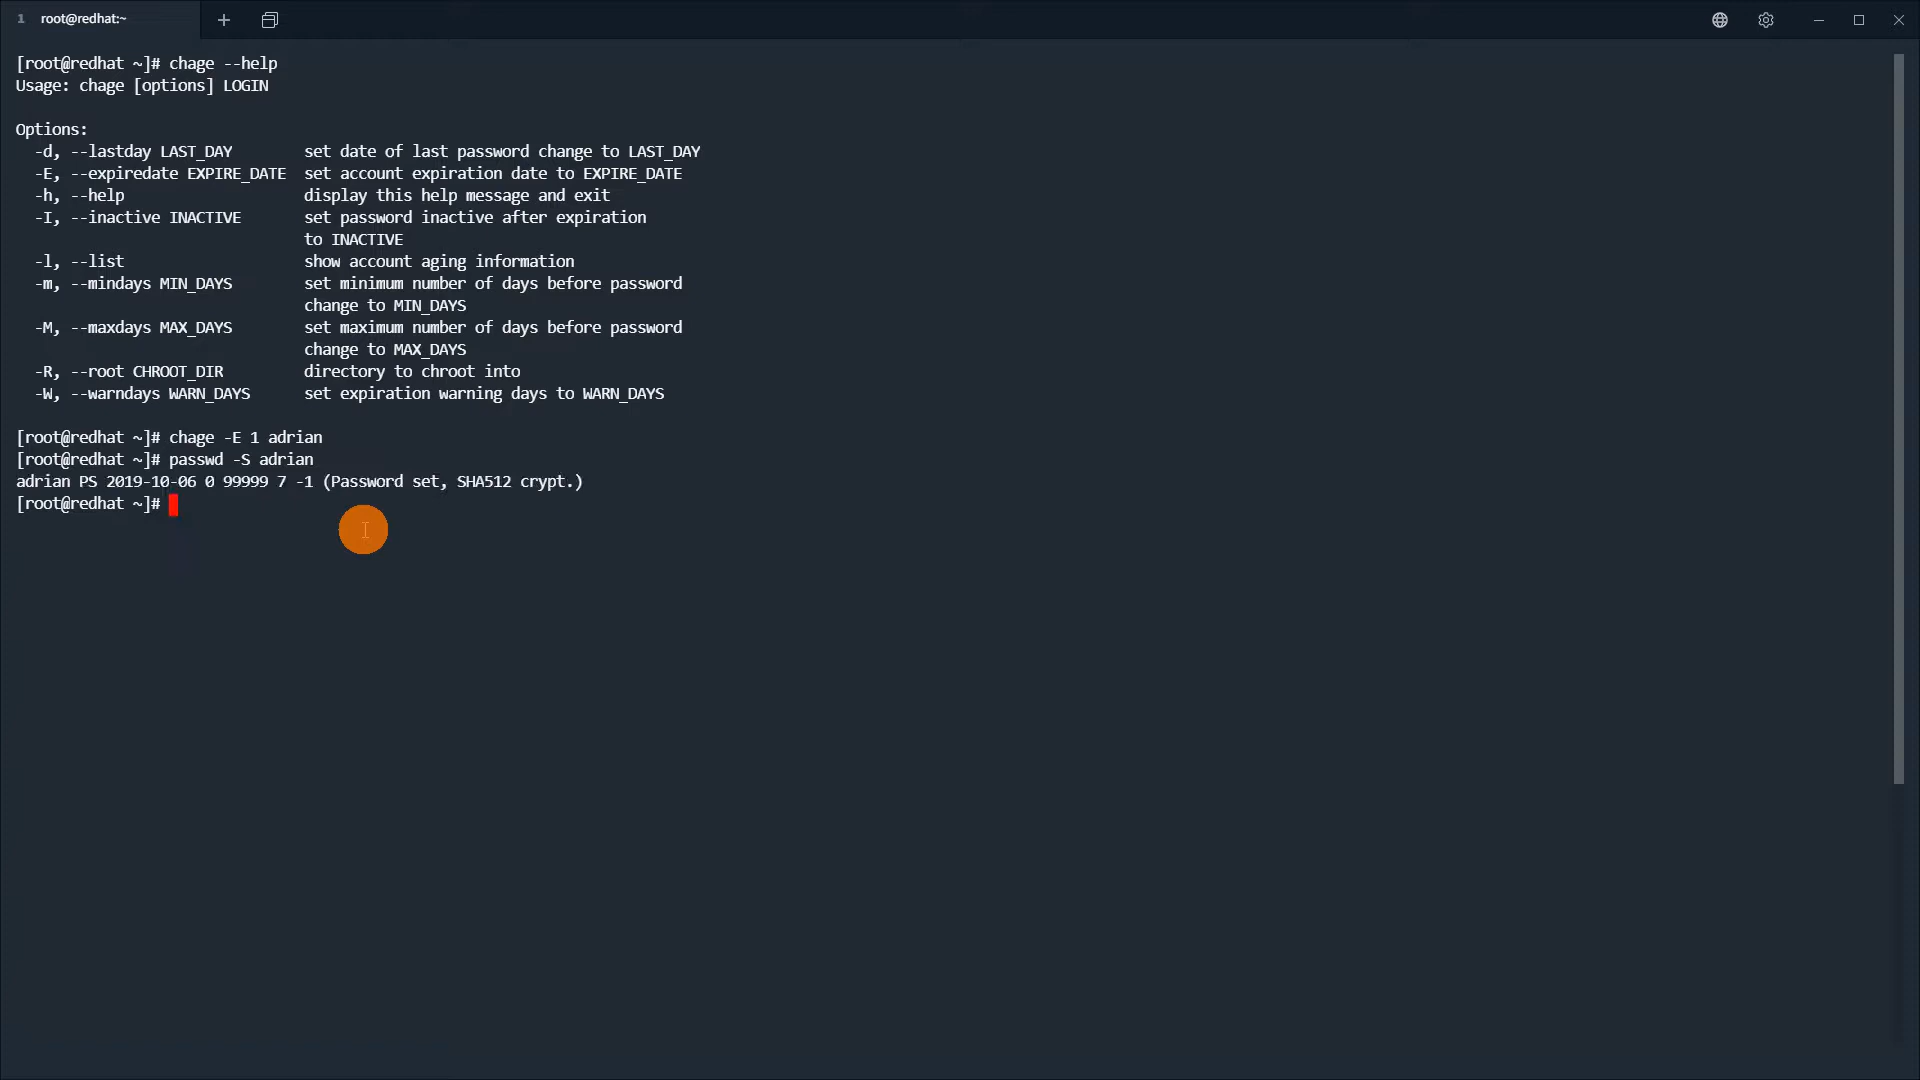 1 root@redhat:~
[root@redhat ~]# chage --help
Usage: chage [options] LOGIN
Options:
-d, --lastday LAST_DAY set date of last password change to LAST_DAY
-E, --expiredate EXPIRE_DATE set account expiration date to EXPIRE_DATE
-h, --help display this help message and exit
-I, --inactive INACTIVE set password inactive after expiration
to INACTIVE
-l, --list show account aging information
-m, --mindays MIN_DAYS set minimum number of days before password
change to MIN_DAYS
-M, --maxdays MAX_DAYS set maximum number of days before password
change to MAX_DAYS
-R, --root CHROOT_DIR directory to chroot into
-W, --warndays WARN_DAYS set expiration warning days to WARN_DAYS
[root@redhat ~]# chage -E 1 adrian
[root@redhat ~]# passwd -S adrian
adrian PS 2019-10-06 0 99999 7 -1 (Password set, SHA512 crypt.)
[root@redhat ~]#